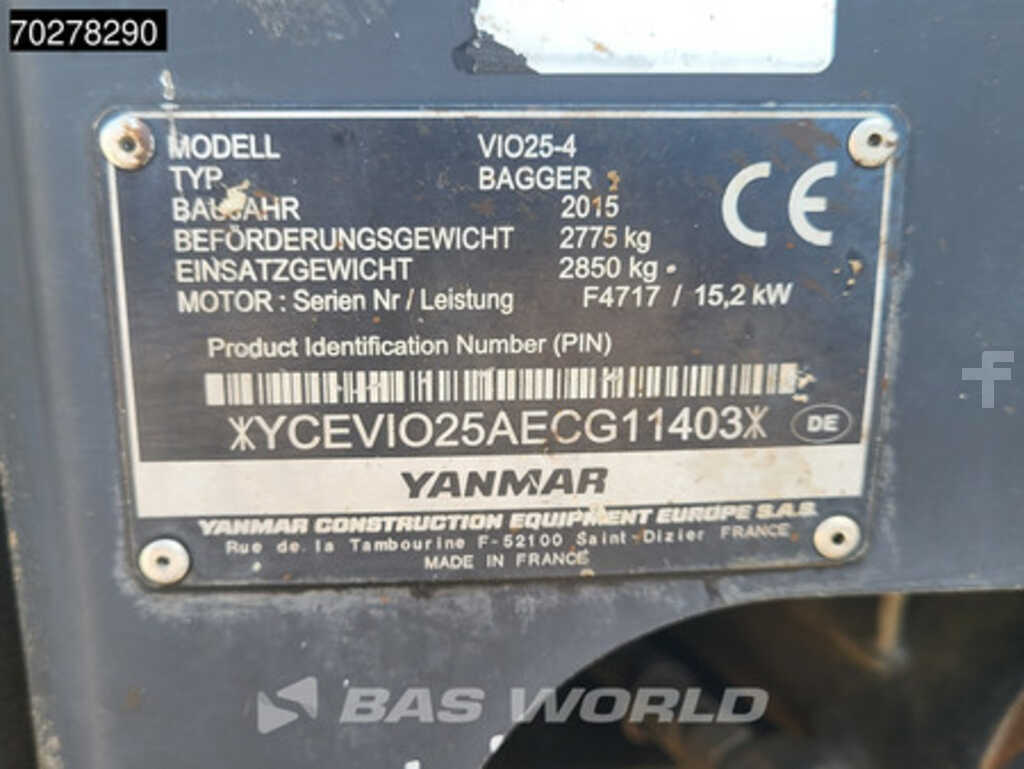 70278290
MODELL VIO25-4
TYP BAGGER
BAUJAHR 2015
BEFÖRDERUNGSGEWICHT 2775 kg
EINSATZGEWICHT 2850 kg
MOTOR : Serien Nr / Leistung F4717 / 15,2 kW
CE
Product Identification Number (PIN)
*YCEVIO25AECG11403*
DE
YANMAR
YANMAR CONSTRUCTION EQUIPMENT EUROPE S.A.S.
Rue de la Tambourine F-52100 Saint-Dizier FRANCE
MADE IN FRANCE
f
BAS WORLD